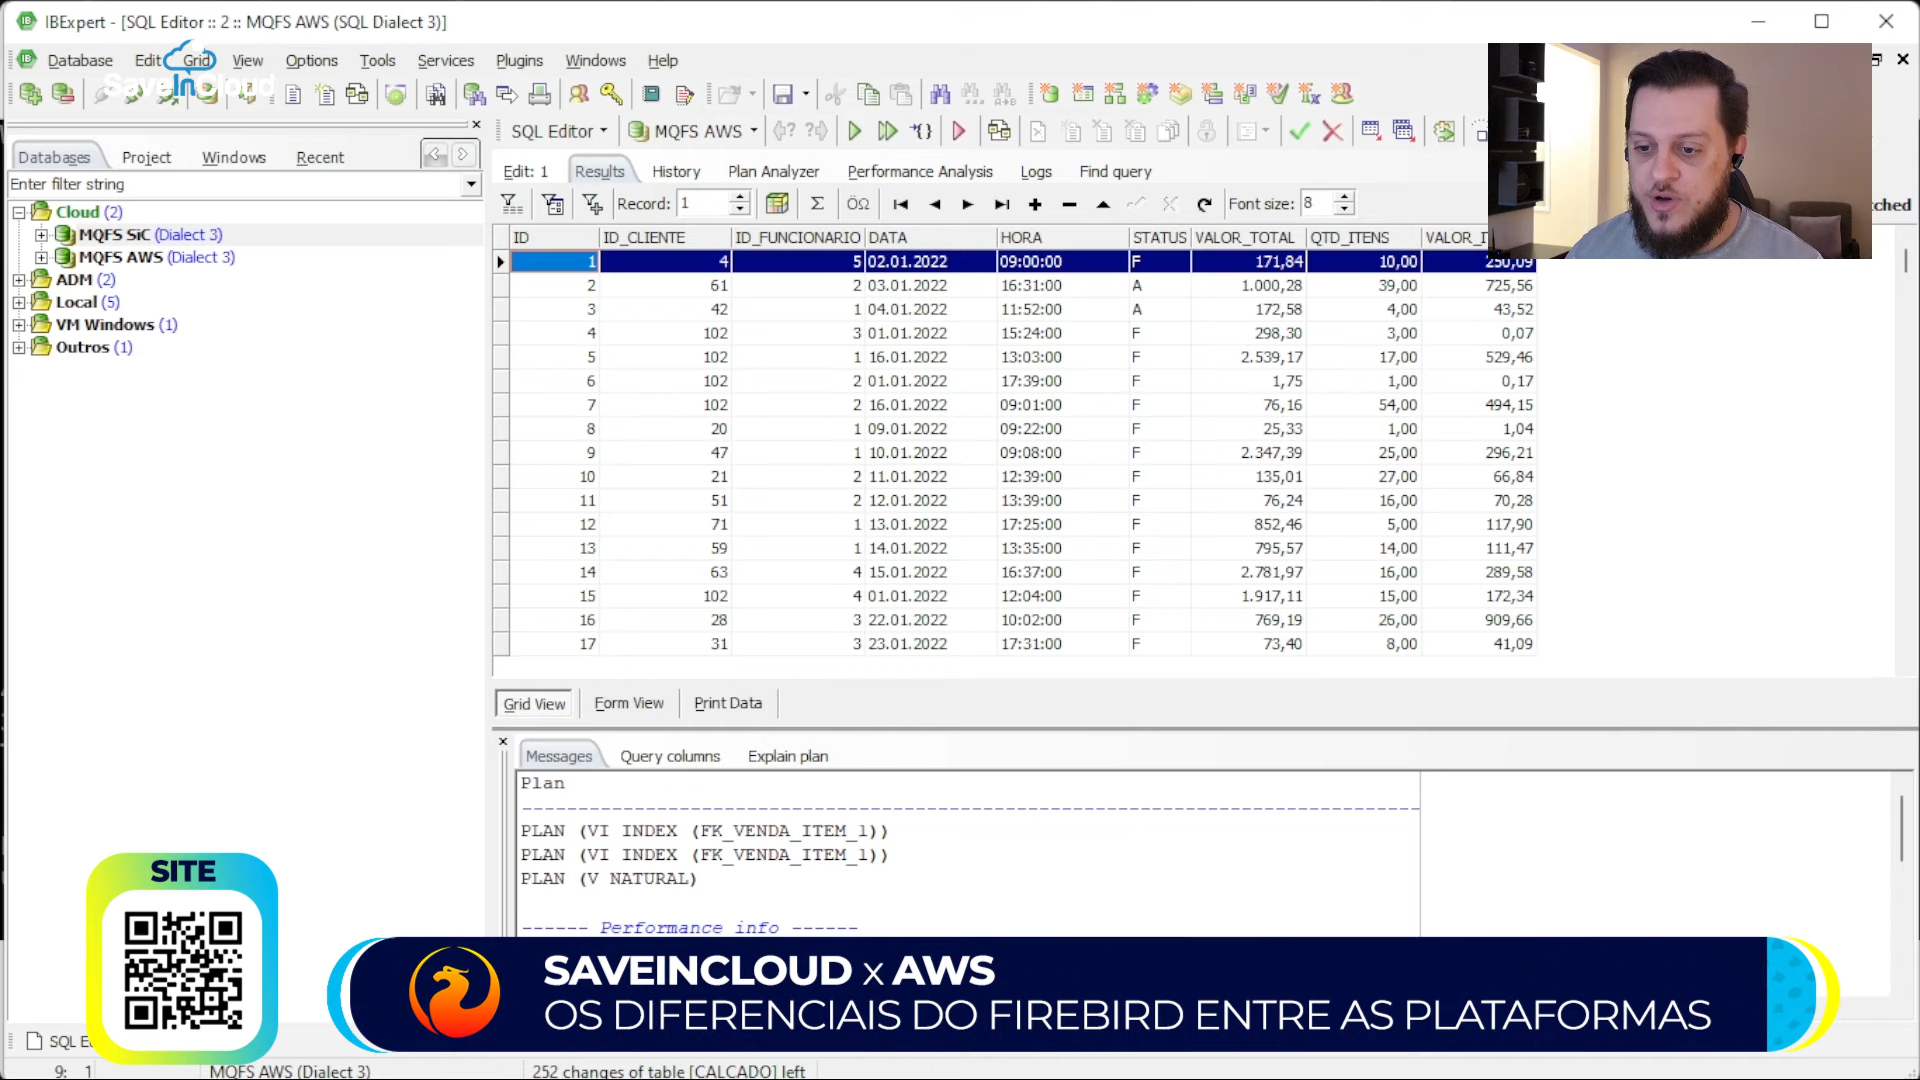 IBExpert - [SQL Editor :: 2 :: MQFS AWS (SQL Dialect 3)]
Database Edit Grid View Options Tools Services Plugins Windows Help
SaveInCloud
SQL Editor MQFS AWS
Databases Project Windows Recent
Enter filter string
Cloud (2)
MQFS SiC (Dialect 3)
MQFS AWS (Dialect 3)
ADM (2)
Local (5)
VM Windows (1)
Outros (1)
Edit: 1 Results History Plan Analyzer Performance Analysis Logs Find query
Record: 1 Σ ÖΩ Font size: 8
ID ID_CLIENTE ID_FUNCIONARIO DATA HORA STATUS VALOR_TOTAL QTD_ITENS VALOR_I
1 4 5 02.01.2022 09:00:00 F 171,84 10,00 250,09
2 61 2 03.01.2022 16:31:00 A 1.000,28 39,00 725,56
3 42 1 04.01.2022 11:52:00 A 172,58 4,00 43,52
4 102 3 01.01.2022 15:24:00 F 298,30 3,00 0,07
5 102 1 16.01.2022 13:03:00 F 2.539,17 17,00 529,46
6 102 2 01.01.2022 17:39:00 F 1,75 1,00 0,17
7 102 2 16.01.2022 09:01:00 F 76,16 54,00 494,15
8 20 1 09.01.2022 09:22:00 F 25,33 1,00 1,04
9 47 1 10.01.2022 09:08:00 F 2.347,39 25,00 296,21
10 21 2 11.01.2022 12:39:00 F 135,01 27,00 66,84
11 51 2 12.01.2022 13:39:00 F 76,24 16,00 70,28
12 71 1 13.01.2022 17:25:00 F 852,46 5,00 117,90
13 59 1 14.01.2022 13:35:00 F 795,57 14,00 111,47
14 63 4 15.01.2022 16:37:00 F 2.781,97 16,00 289,58
15 102 4 01.01.2022 12:04:00 F 1.917,11 15,00 172,34
16 28 3 22.01.2022 10:02:00 F 769,19 26,00 909,66
17 31 3 23.01.2022 17:31:00 F 73,40 8,00 41,09
Grid View Form View Print Data
Messages Query columns Explain plan
Plan
--------------------------------------------------------------------------------
PLAN (VI INDEX (FK_VENDA_ITEM_1))
PLAN (VI INDEX (FK_VENDA_ITEM_1))
PLAN (V NATURAL)
------ Performance info ------
SITE
SAVEINCLOUD x AWS
OS DIFERENCIAIS DO FIREBIRD ENTRE AS PLATAFORMAS
SQL E
9: 1 MQFS AWS (Dialect 3) 252 changes of table [CALCADO] left